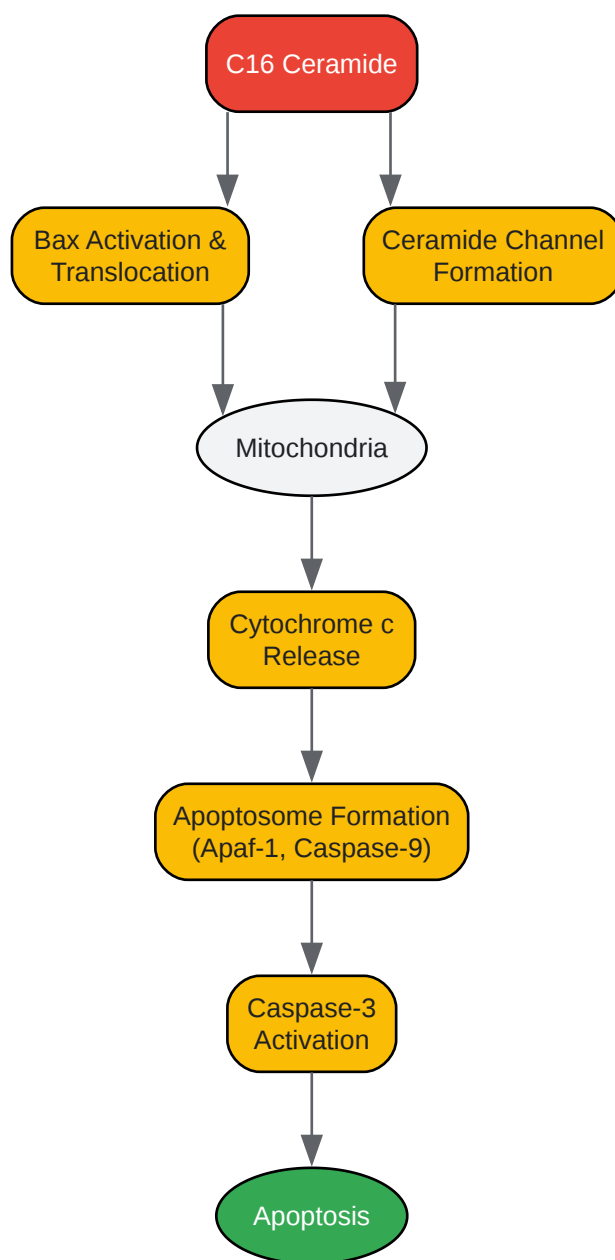 C16 Ceramide
Bax Activation &
Translocation
Ceramide Channel
Formation
Mitochondria
Cytochrome c
Release
Apoptosome Formation
(Apaf-1, Caspase-9)
Caspase-3
Activation
Apoptosis